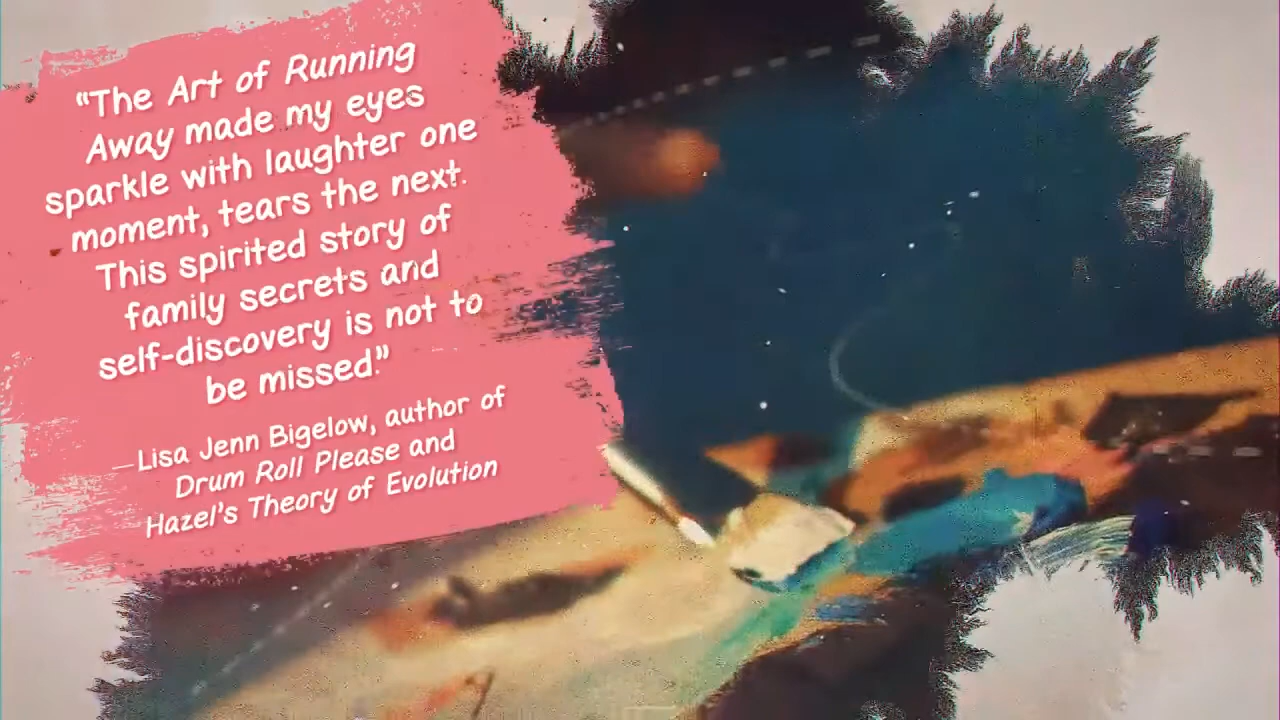 “The Art of Running
Away made my eyes
sparkle with laughter one
moment, tears the next.
This spirited story of
family secrets and
self-discovery is not to
be missed.”
—Lisa Jenn Bigelow, author of
Drum Roll Please and
Hazel’s Theory of Evolution